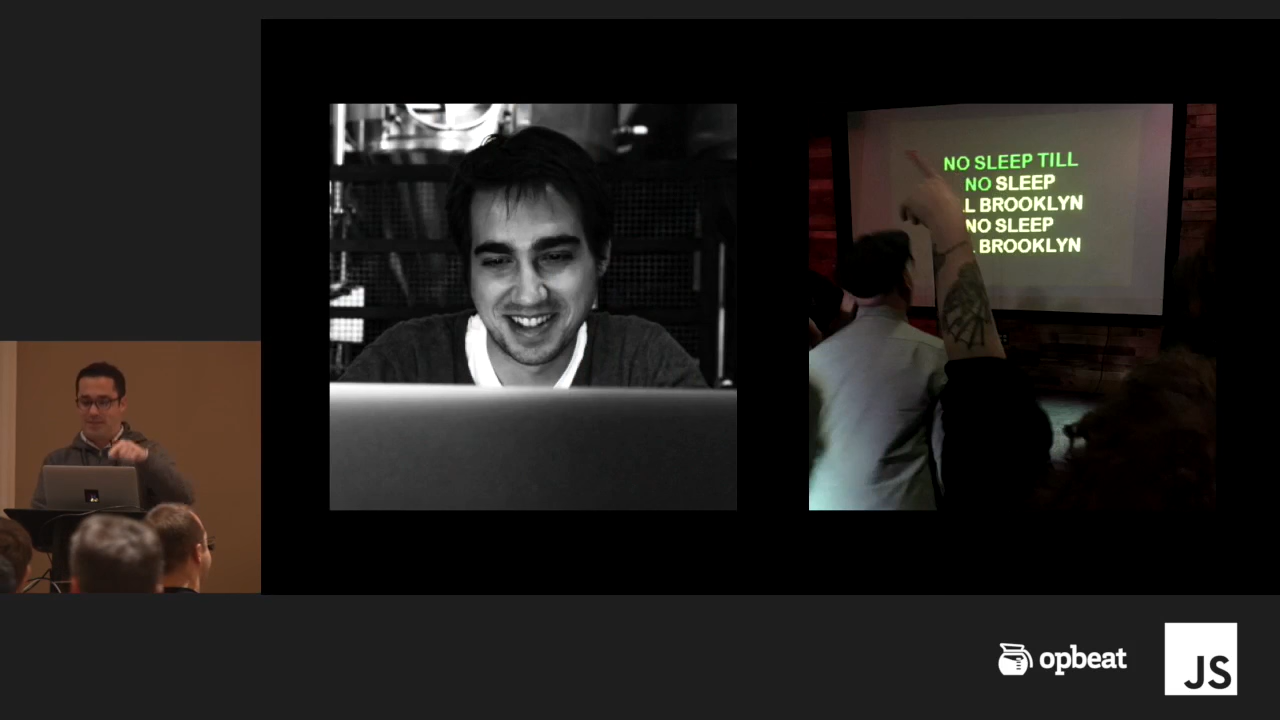 NO SLEEP TILL
NO SLEEP
L BROOKLYN
NO SLEEP
BROOKLYN
opbeat
JS